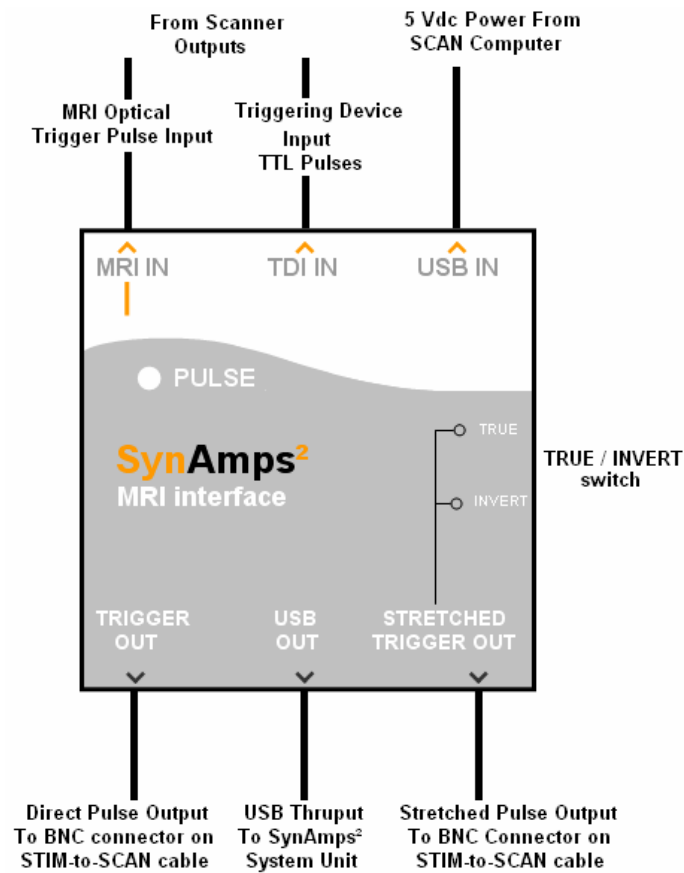 From Scanner
Outputs
5 Vdc Power From
SCAN Computer
MRI Optical
Trigger Pulse Input
Triggering Device
Input
TTL Pulses
MRI IN
TDI IN
USB IN
PULSE
TRUE
SynAmps²
MRI interface
INVERT
TRUE / INVERT
switch
TRIGGER
OUT
USB
OUT
STRETCHED
TRIGGER OUT
Direct Pulse Output
To BNC connector on
STIM-to-SCAN cable
USB Thruput
To SynAmps²
System Unit
Stretched Pulse Output
To BNC Connector on
STIM-to-SCAN cable